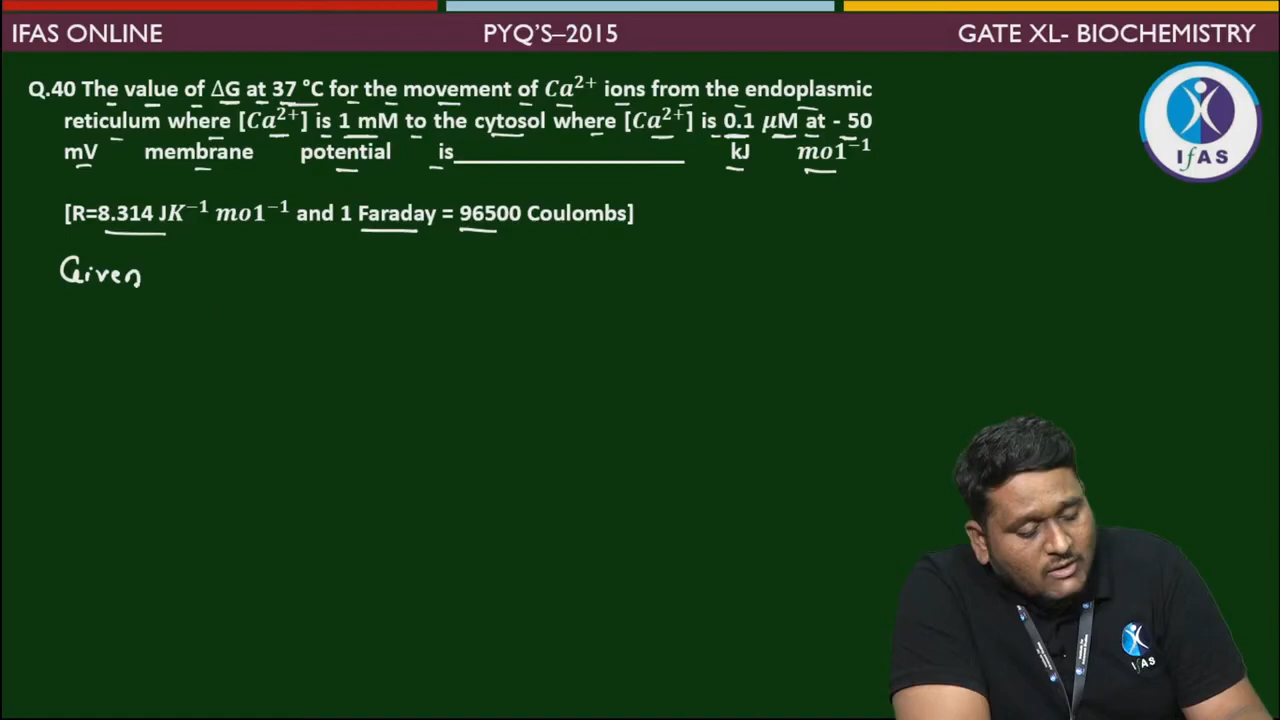 IFAS ONLINE PYQ'S–2015 GATE XL- BIOCHEMISTRY
Q.40 The value of ΔG at 37 °C for the movement of Ca²⁺ ions from the endoplasmic
reticulum where [Ca²⁺] is 1 mM to the cytosol where [Ca²⁺] is 0.1 μM at - 50
mV membrane potential is____________________ kJ mo1⁻¹
[R=8.314 JK⁻¹ mo1⁻¹ and 1 Faraday = 96500 Coulombs]
Given
IfAS
IfAS